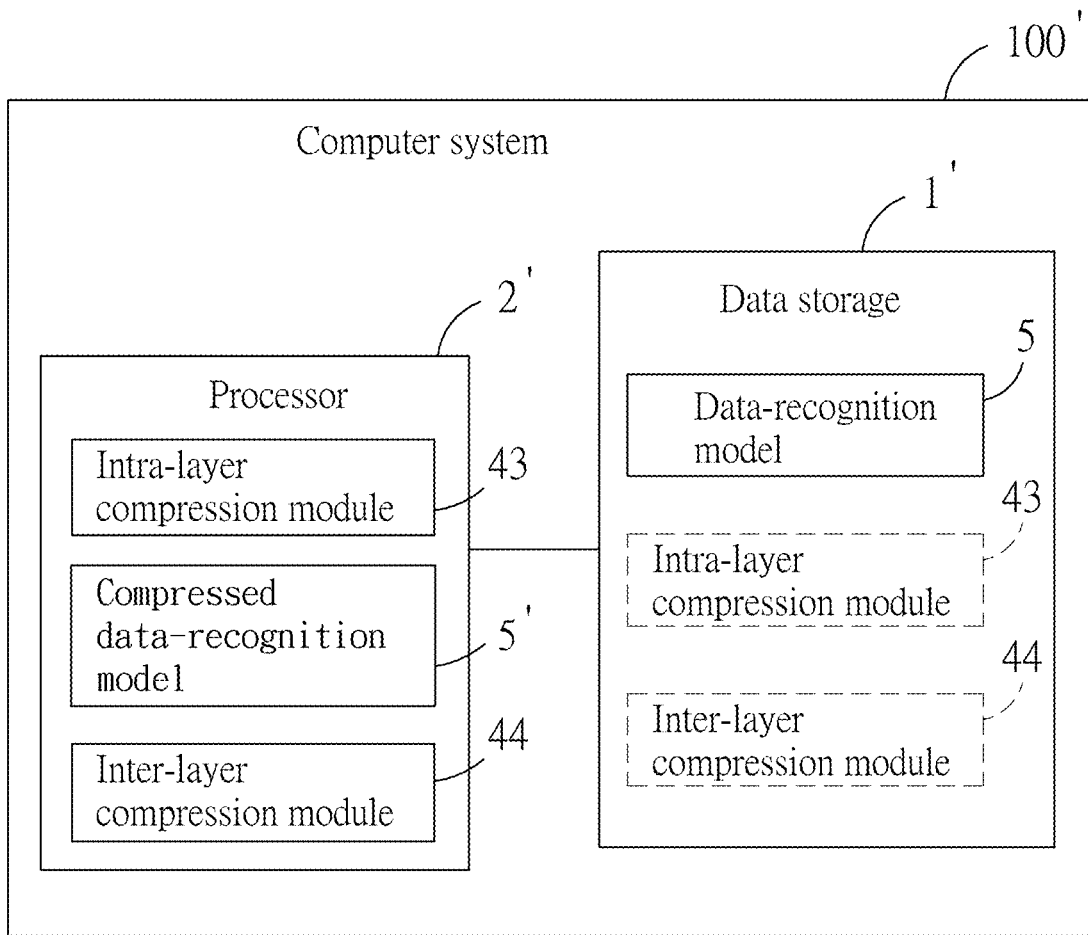 100'
Computer system
1'
2'
Data storage
5
Processor
Data-recognition
model
Intra-layer
compression module
43
43
Intra-layer
compression module
Compressed
data-recognition
model
5'
44
44
Inter-layer
compression module
Inter-layer
compression module